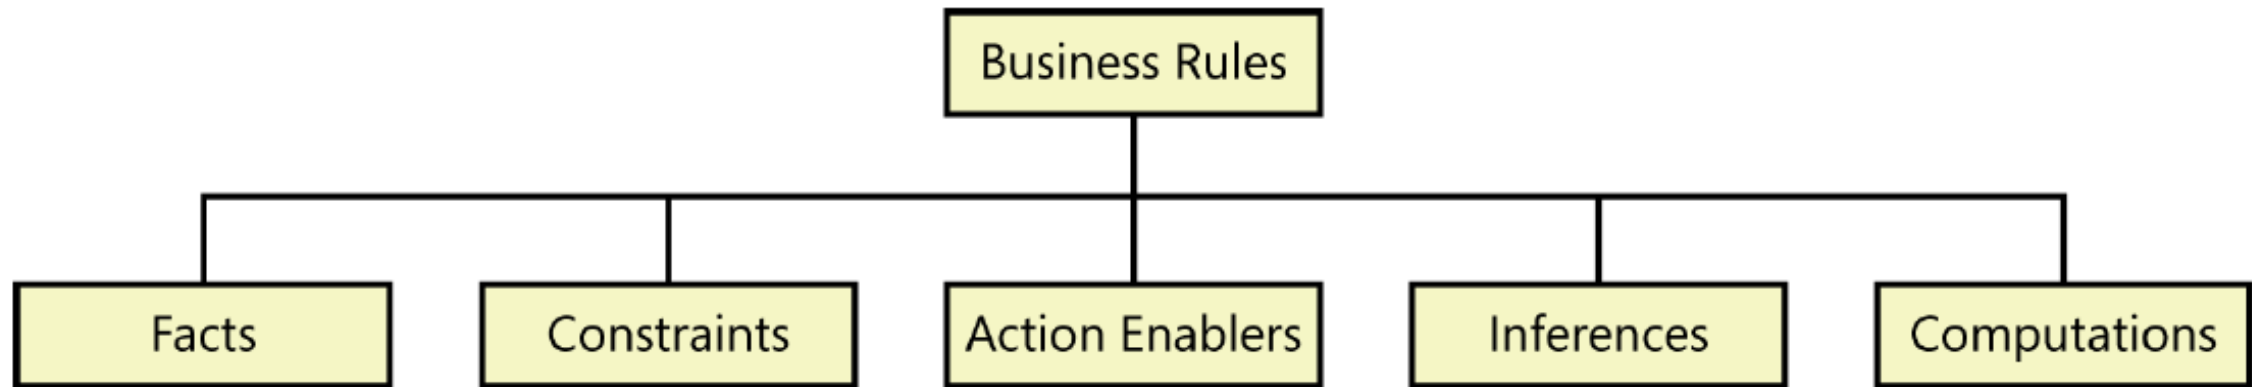 Business Rules
Facts
Constraints
Action Enablers
Inferences
Computations